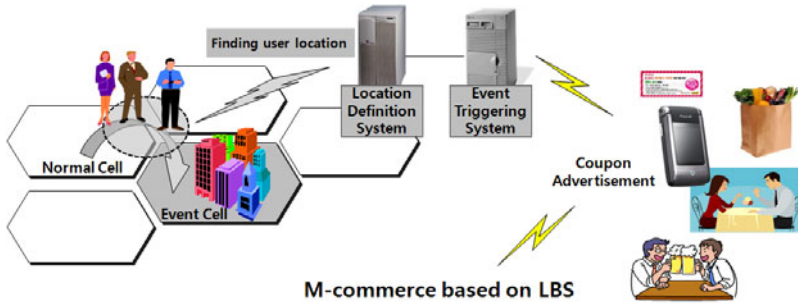 Finding user location
Location
Definition
System
Event
Triggering
System
Normal Cell
Event Cell
Coupon
Advertisement
M-commerce based on LBS